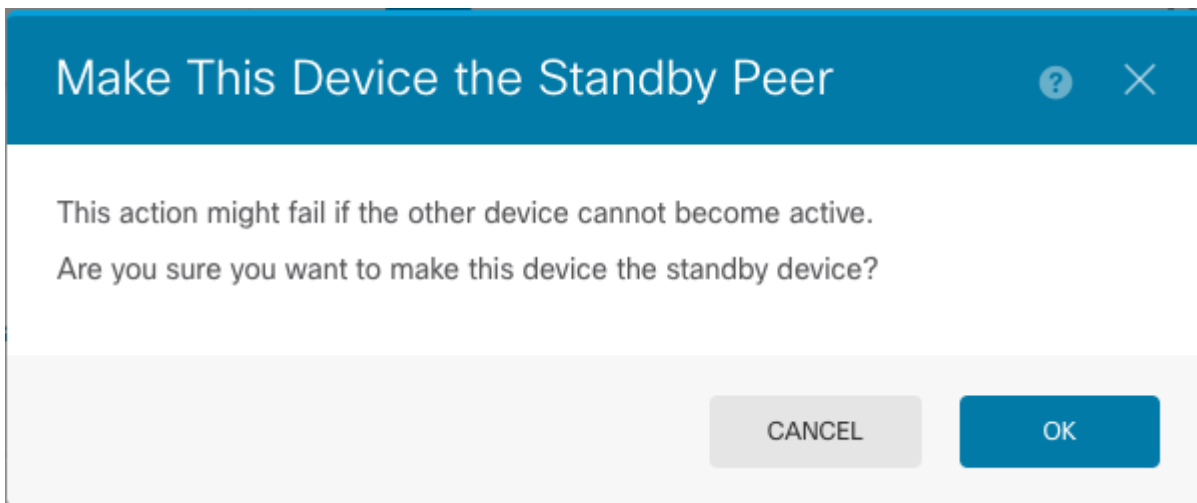 Make This Device the Standby Peer
?
This action might fail if the other device cannot become active.
Are you sure you want to make this device the standby device?
CANCEL
OK